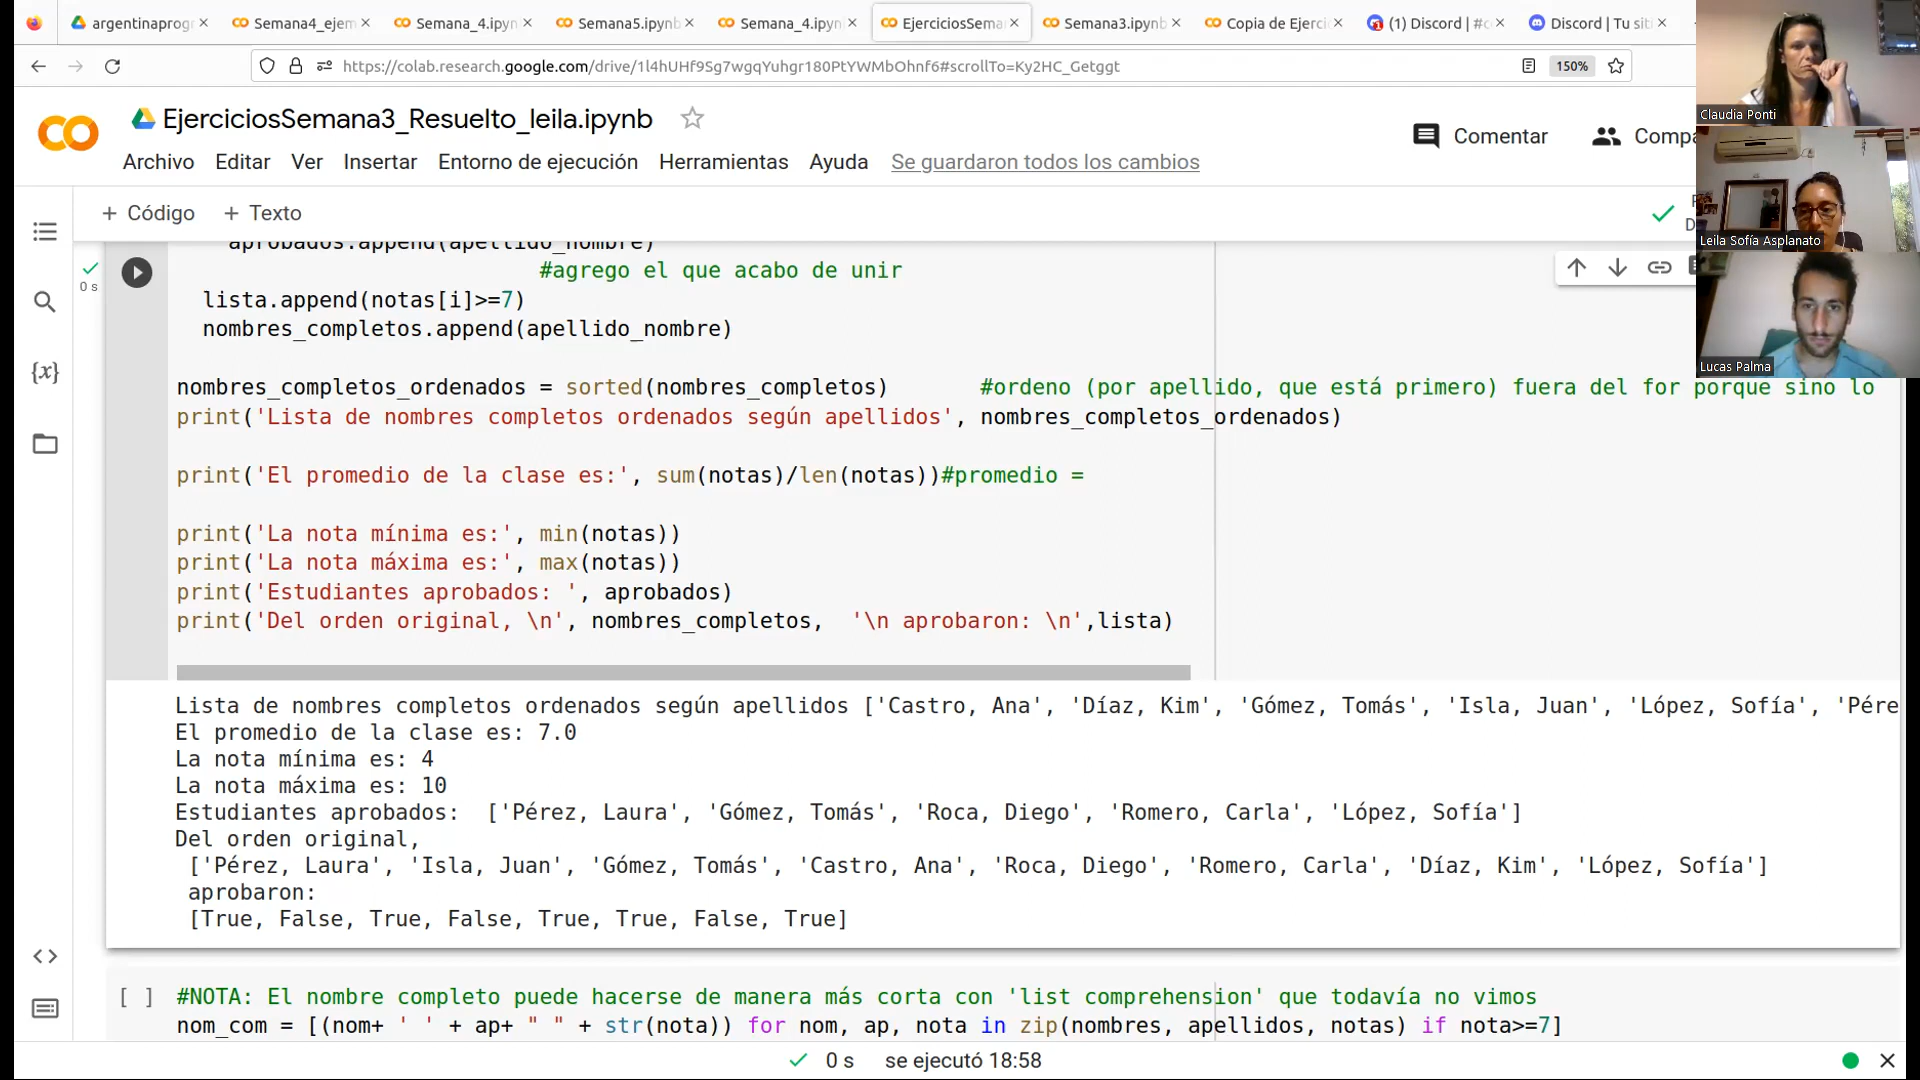 argentinaprog
Semana4_ejem
Semana_4.ipyn
Semana5.ipynb
Semana_4.ipyn
EjerciciosSema
Semana3.ipynb
Copia de Ejerci
(1) Discord | #c
Discord | Tu sit
https://colab.research.google.com/drive/1l4hUHf9Sg7wgqYuhgr180PtYWMbOhnf6#scrollTo=Ky2HC_Getggt
150%
EjerciciosSemana3_Resuelto_leila.ipynb
Comentar
Compa
Archivo Editar Ver Insertar Entorno de ejecución Herramientas Ayuda Se guardaron todos los cambios
+ Código + Texto
Claudia Ponti
Leila Sofía Asplanato
Lucas Palma
0 s
aprobados.append(apellido_nombre)
#agrego el que acabo de unir
lista.append(notas[i]>=7)
nombres_completos.append(apellido_nombre)
nombres_completos_ordenados = sorted(nombres_completos) #ordeno (por apellido, que está primero) fuera del for porque sino lo
print('Lista de nombres completos ordenados según apellidos', nombres_completos_ordenados)
print('El promedio de la clase es:', sum(notas)/len(notas))#promedio =
print('La nota mínima es:', min(notas))
print('La nota máxima es:', max(notas))
print('Estudiantes aprobados: ', aprobados)
print('Del orden original, \n', nombres_completos, '\n aprobaron: \n',lista)
Lista de nombres completos ordenados según apellidos ['Castro, Ana', 'Díaz, Kim', 'Gómez, Tomás', 'Isla, Juan', 'López, Sofía', 'Pére
El promedio de la clase es: 7.0
La nota mínima es: 4
La nota máxima es: 10
Estudiantes aprobados: ['Pérez, Laura', 'Gómez, Tomás', 'Roca, Diego', 'Romero, Carla', 'López, Sofía']
Del orden original,
['Pérez, Laura', 'Isla, Juan', 'Gómez, Tomás', 'Castro, Ana', 'Roca, Diego', 'Romero, Carla', 'Díaz, Kim', 'López, Sofía']
aprobaron:
[True, False, True, False, True, True, False, True]
[ ] #NOTA: El nombre completo puede hacerse de manera más corta con 'list comprehension' que todavía no vimos
nom_com = [(nom+ ' ' + ap+ " " + str(nota)) for nom, ap, nota in zip(nombres, apellidos, notas) if nota>=7]
0 s se ejecutó 18:58